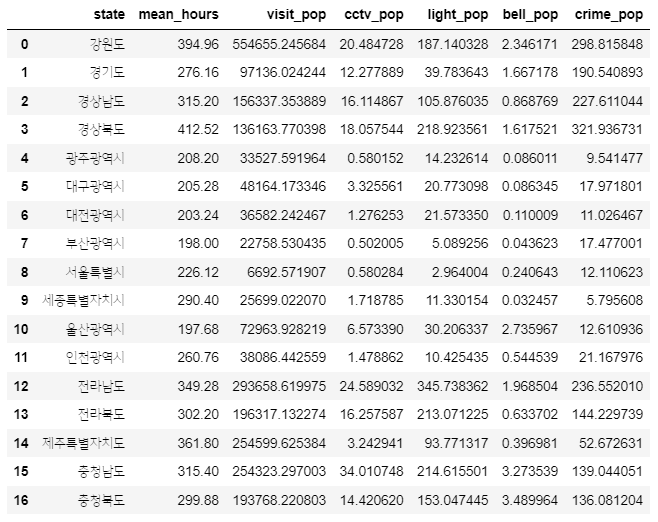 state mean_hours visit_pop cctv_pop light_pop bell_pop crime_pop
0 강원도 394.96 554655.245684 20.484728 187.140328 2.346171 298.815848
1 경기도 276.16 97136.024244 12.277889 39.783643 1.667178 190.540893
2 경상남도 315.20 156337.353889 16.114867 105.876035 0.868769 227.611044
3 경상북도 412.52 136163.770398 18.057544 218.923561 1.617521 321.936731
4 광주광역시 208.20 33527.591964 0.580152 14.232614 0.086011 9.541477
5 대구광역시 205.28 48164.173346 3.325561 20.773098 0.086345 17.971801
6 대전광역시 203.24 36582.242467 1.276253 21.573350 0.110009 11.026467
7 부산광역시 198.00 22758.530435 0.502005 5.089256 0.043623 17.477001
8 서울특별시 226.12 6692.571907 0.580284 2.964004 0.240643 12.110623
9 세종특별자치시 290.40 25699.022070 1.718785 11.330154 0.032457 5.795608
10 울산광역시 197.68 72963.928219 6.573390 30.206337 2.735967 12.610936
11 인천광역시 260.76 38086.442559 1.478862 10.425435 0.544539 21.167976
12 전라남도 349.28 293658.619975 24.589032 345.738362 1.968504 236.552010
13 전라북도 302.20 196317.132274 16.257587 213.071225 0.633702 144.229739
14 제주특별자치도 361.80 254599.625384 3.242941 93.771317 0.396981 52.672631
15 충청남도 315.40 254323.297003 34.010748 214.615501 3.273539 139.044051
16 충청북도 299.88 193768.220803 14.420620 153.047445 3.489964 136.081204